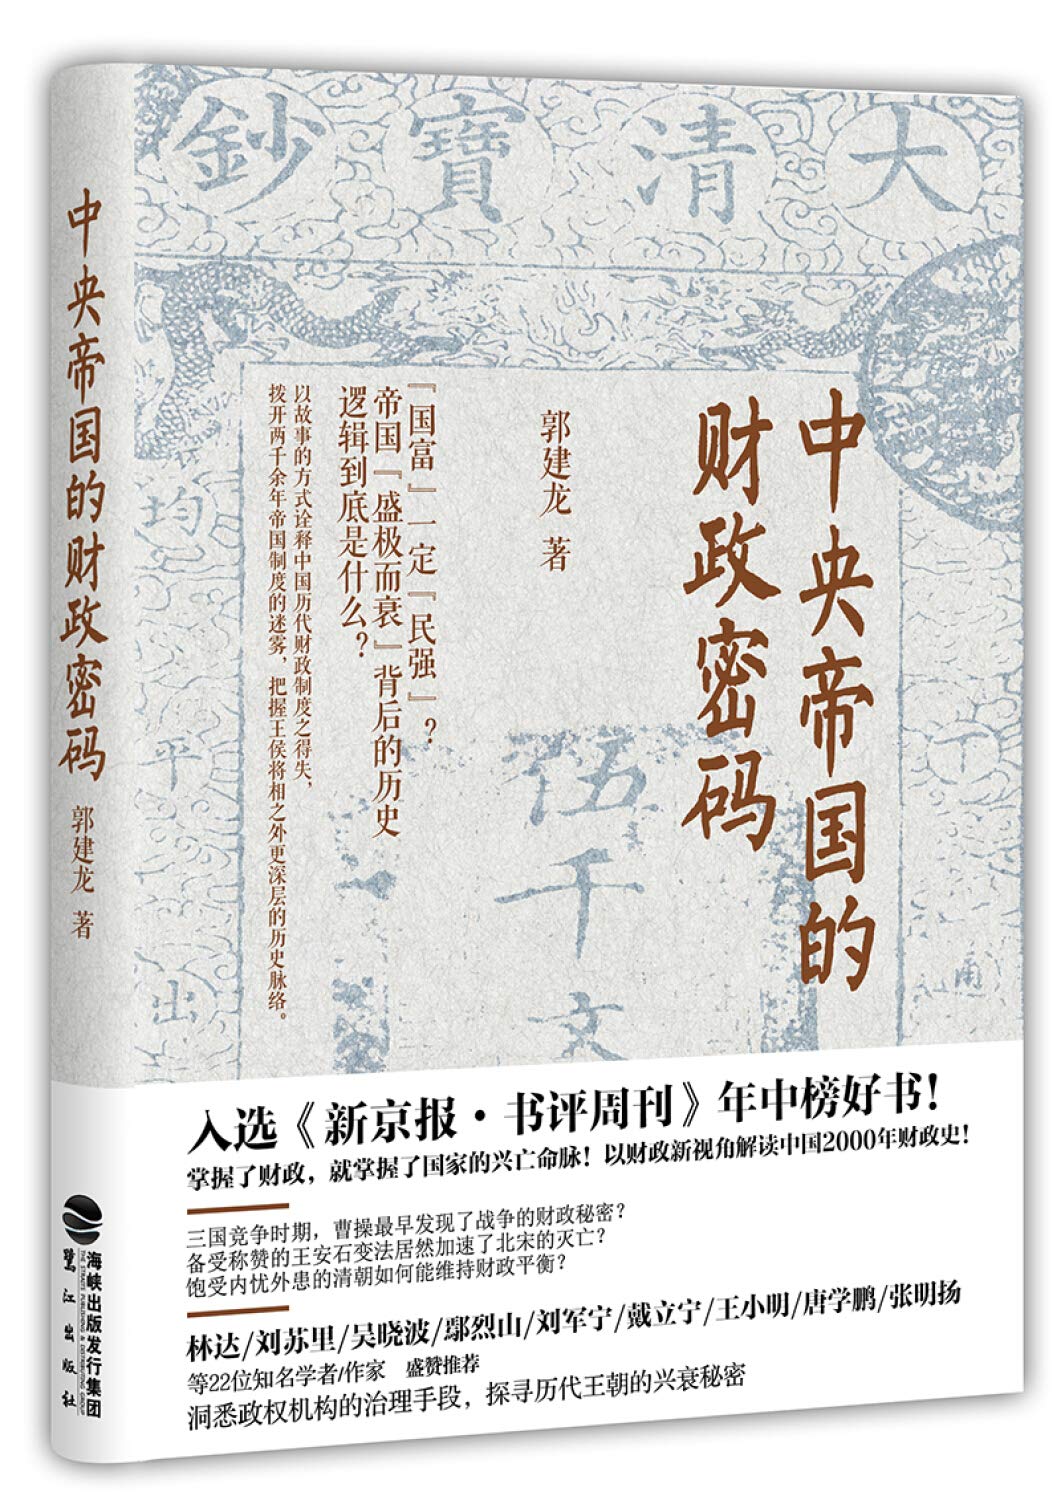 中央帝国的财政密码
郭建龙 著
海峡出版发行集团
THE STRAITS PUBLISHING & DISTRIBUTING GROUP
鹭江出版社
大清寶鈔
中央帝国的
财政密码
郭建龙 著
『国富』一定『民强』？
帝国『盛极而衰』背后的历史
逻辑到底是什么？
以故事的方式诠释中国历代财政制度之得失，
拨开两千余年帝国制度的迷雾，把握王侯将相之外更深层的历史脉络。
均
平
出
伍千文
入选《新京报·书评周刊》年中榜好书！
掌握了财政，就掌握了国家的兴亡命脉！以财政新视角解读中国2000年财政史！
三国竞争时期，曹操最早发现了战争的财政秘密？
备受称赞的王安石变法居然加速了北宋的灭亡？
饱受内忧外患的清朝如何能维持财政平衡？
林达/刘苏里/吴晓波/鄢烈山/刘军宁/戴立宁/王小明/唐学鹏/张明扬
等22位知名学者/作家 盛赞推荐
洞悉政权机构的治理手段，探寻历代王朝的兴衰秘密